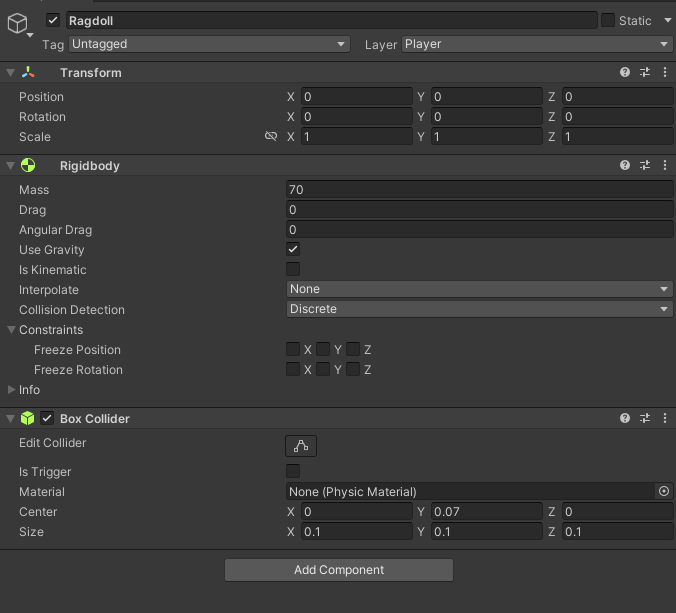 Ragdoll Static
Tag Untagged Layer Player
Transform
Position X 0 Y 0 Z 0
Rotation X 0 Y 0 Z 0
Scale X 1 Y 1 Z 1
Rigidbody
Mass 70
Drag 0
Angular Drag 0
Use Gravity
Is Kinematic
Interpolate None
Collision Detection Discrete
Constraints
Freeze Position X Y Z
Freeze Rotation X Y Z
Info
Box Collider
Edit Collider
Is Trigger
Material None (Physic Material)
Center X 0 Y 0.07 Z 0
Size X 0.1 Y 0.1 Z 0.1
Add Component